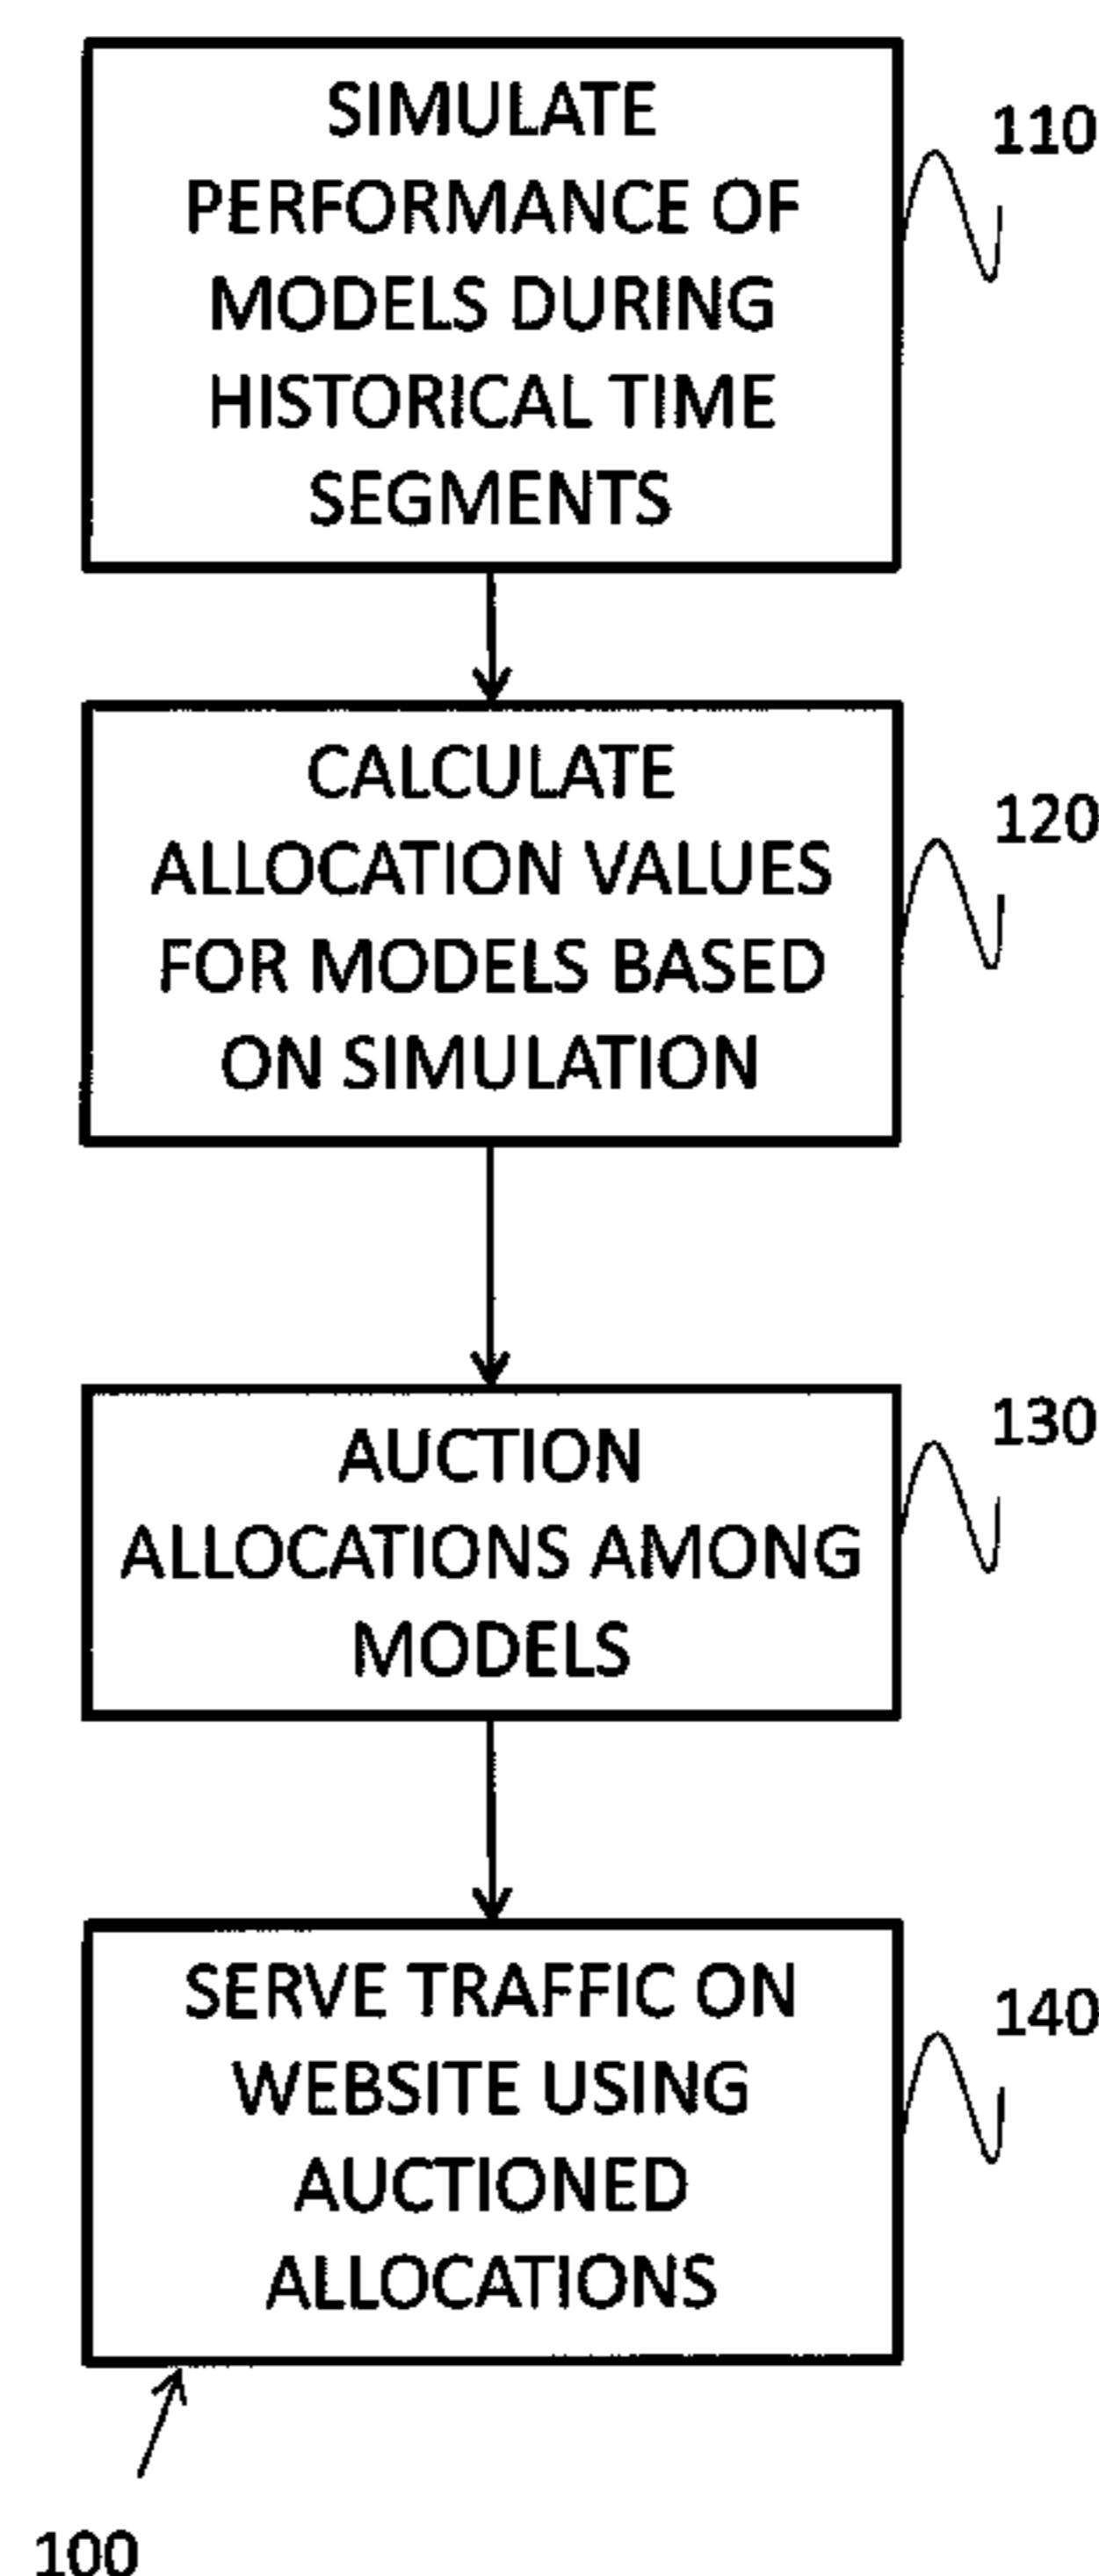 SIMULATE
PERFORMANCE OF
MODELS DURING
HISTORICAL TIME
SEGMENTS
110
CALCULATE
ALLOCATION VALUES
FOR MODELS BASED
ON SIMULATION
120
AUCTION
ALLOCATIONS AMONG
MODELS
130
SERVE TRAFFIC ON
WEBSITE USING
AUCTIONED
ALLOCATIONS
140
100